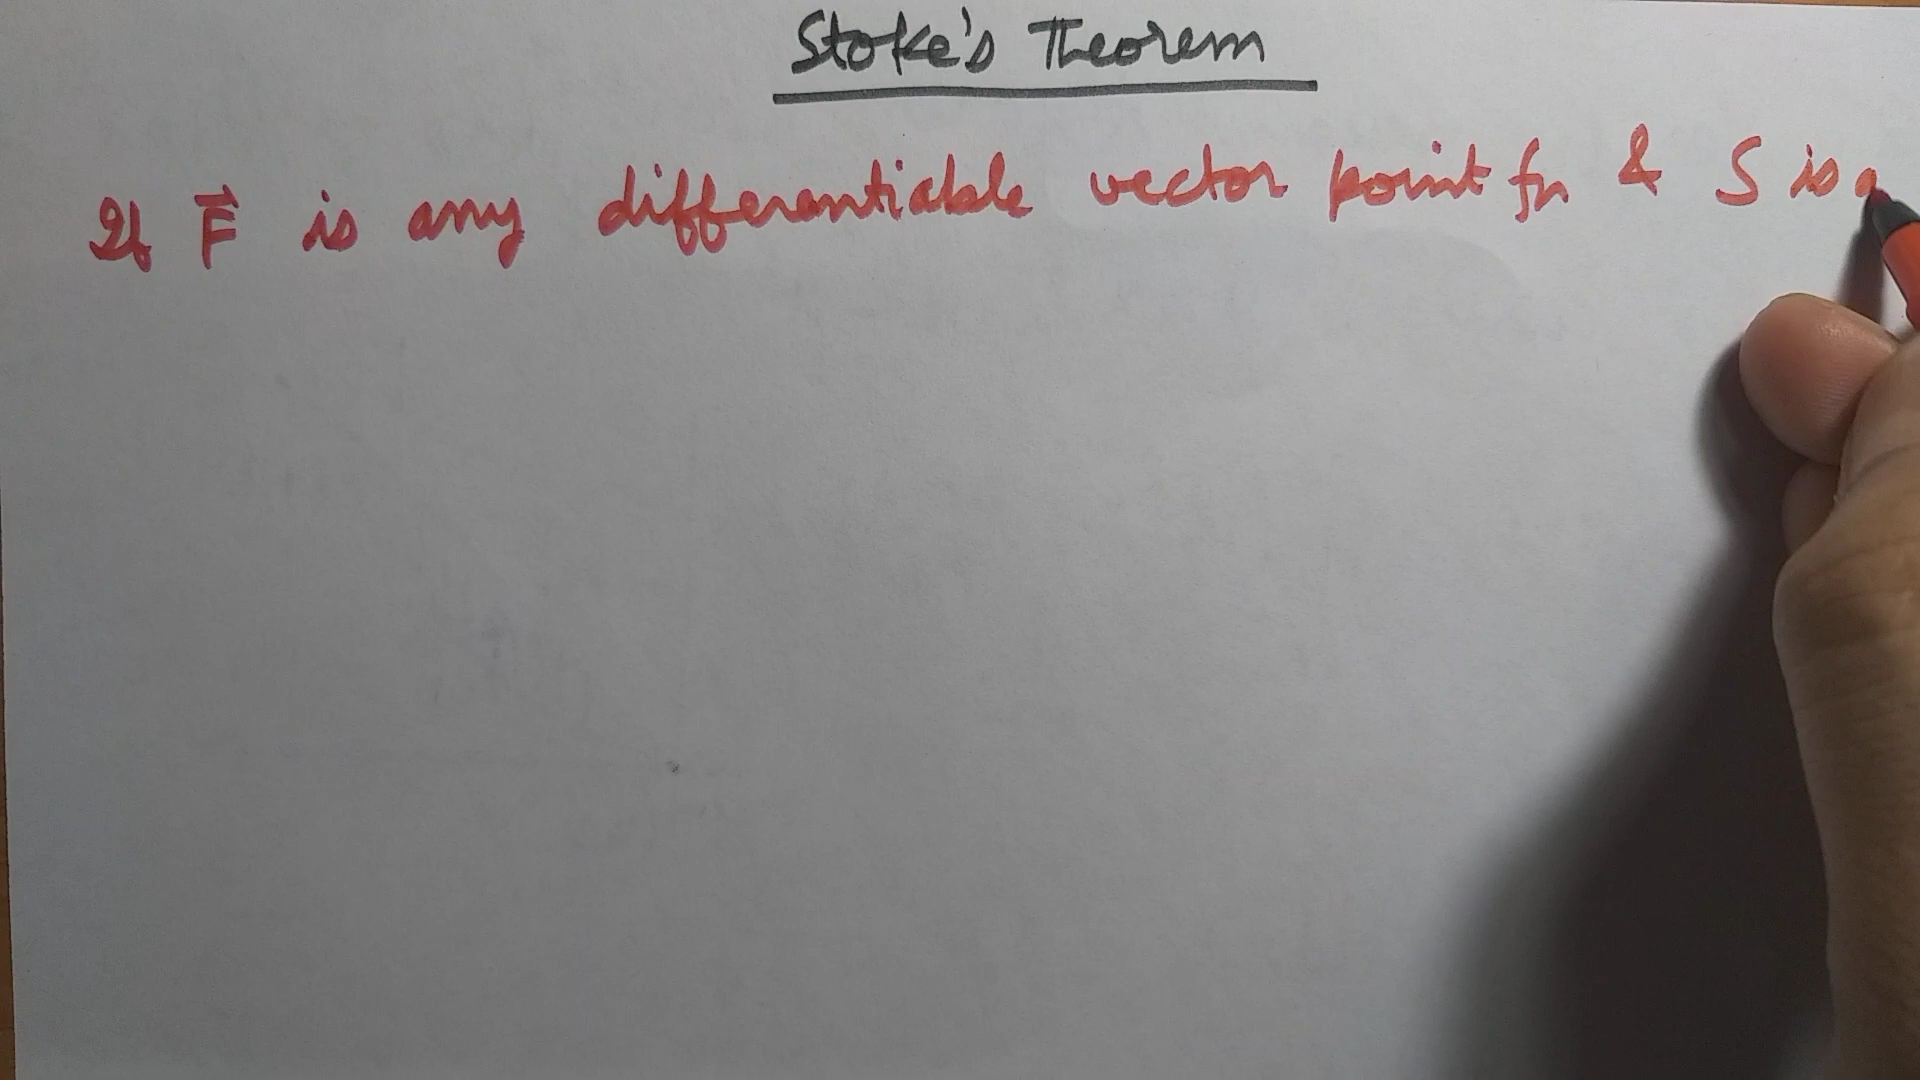 Stoke's Theorem
If F⃗ is any differentiable vector point fn & S is